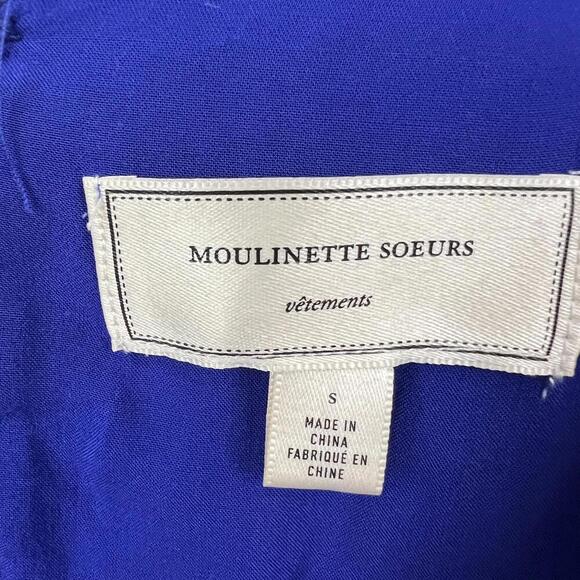 MOULINETTE SOEURS
vêtements
S
MADE IN
CHINA
FABRIQUÉ EN
CHINE